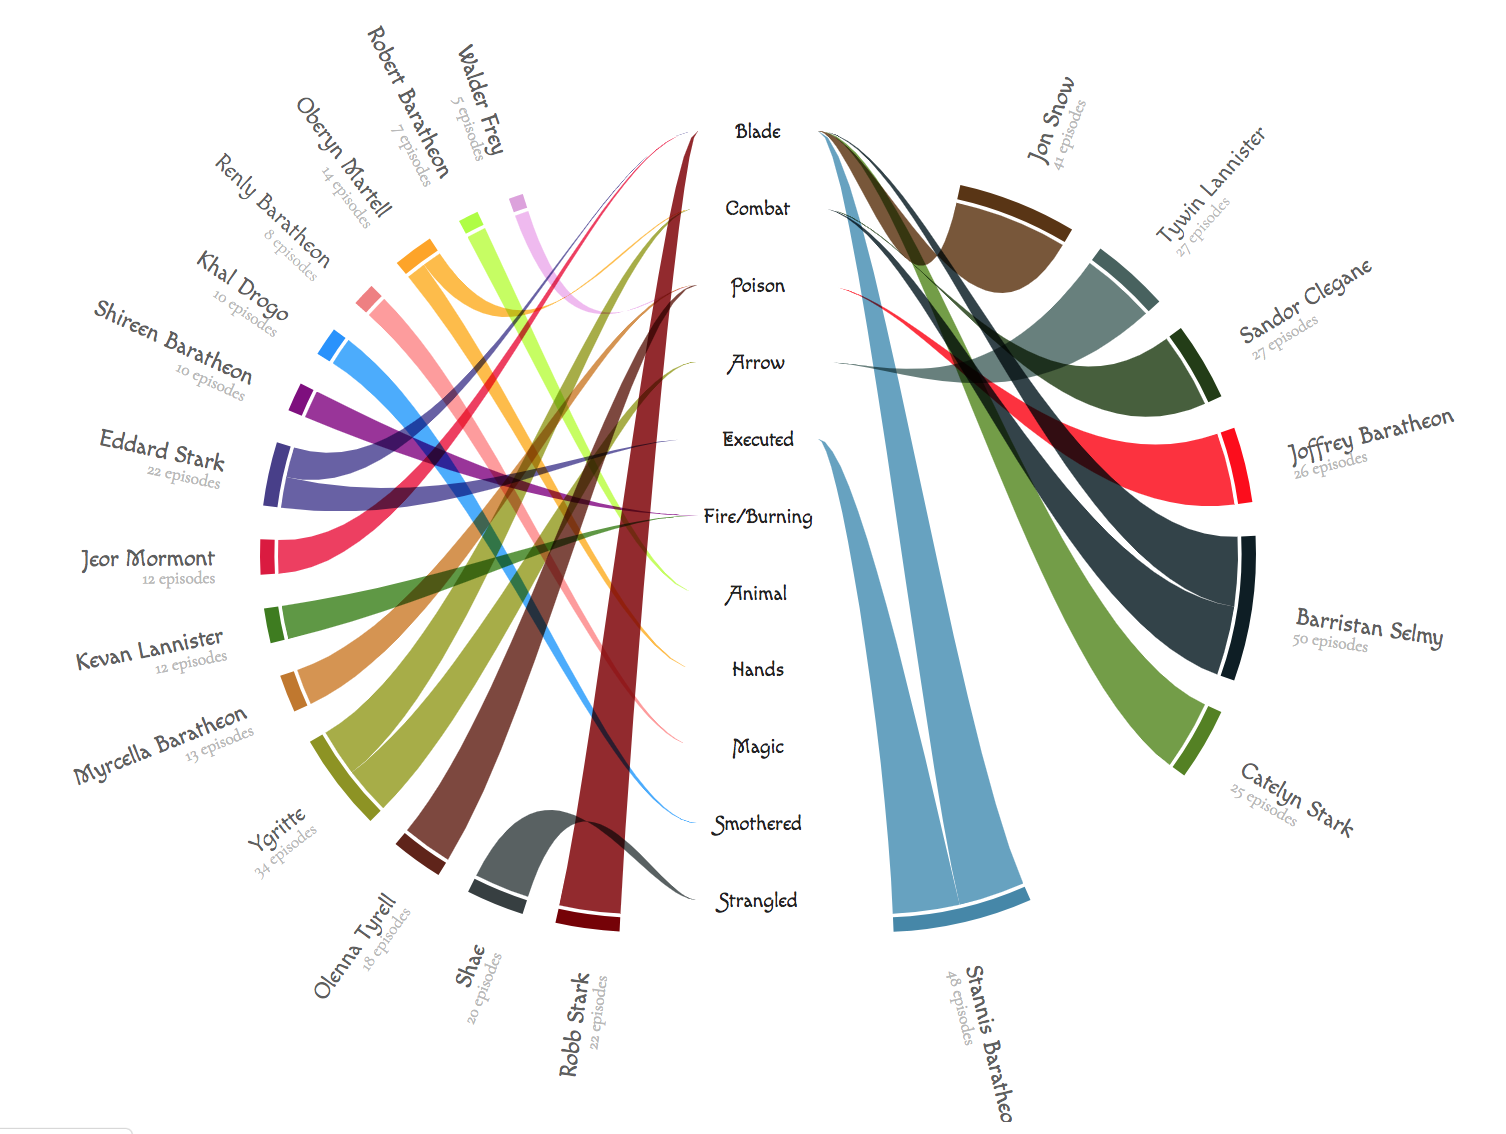 Walder Frey
5 episodes
Robert Baratheon
7 episodes
Oberyn Martell
14 episodes
Renly Baratheon
8 episodes
Khal Drogo
10 episodes
Shireen Baratheon
10 episodes
Eddard Stark
22 episodes
Jeor Mormont
12 episodes
Kevan Lannister
12 episodes
Myrcella Baratheon
13 episodes
Ygritte
34 episodes
Olenna Tyrell
18 episodes
Shae
20 episodes
Robb Stark
22 episodes
Blade
Combat
Poison
Arrow
Executed
Fire/Burning
Animal
Hands
Magic
Smothered
Strangled
Jon Snow
41 episodes
Tywin Lannister
27 episodes
Sandor Clegane
27 episodes
Joffrey Baratheon
26 episodes
Barristan Selmy
50 episodes
Catelyn Stark
25 episodes
Stannis Baratheo
48 episodes